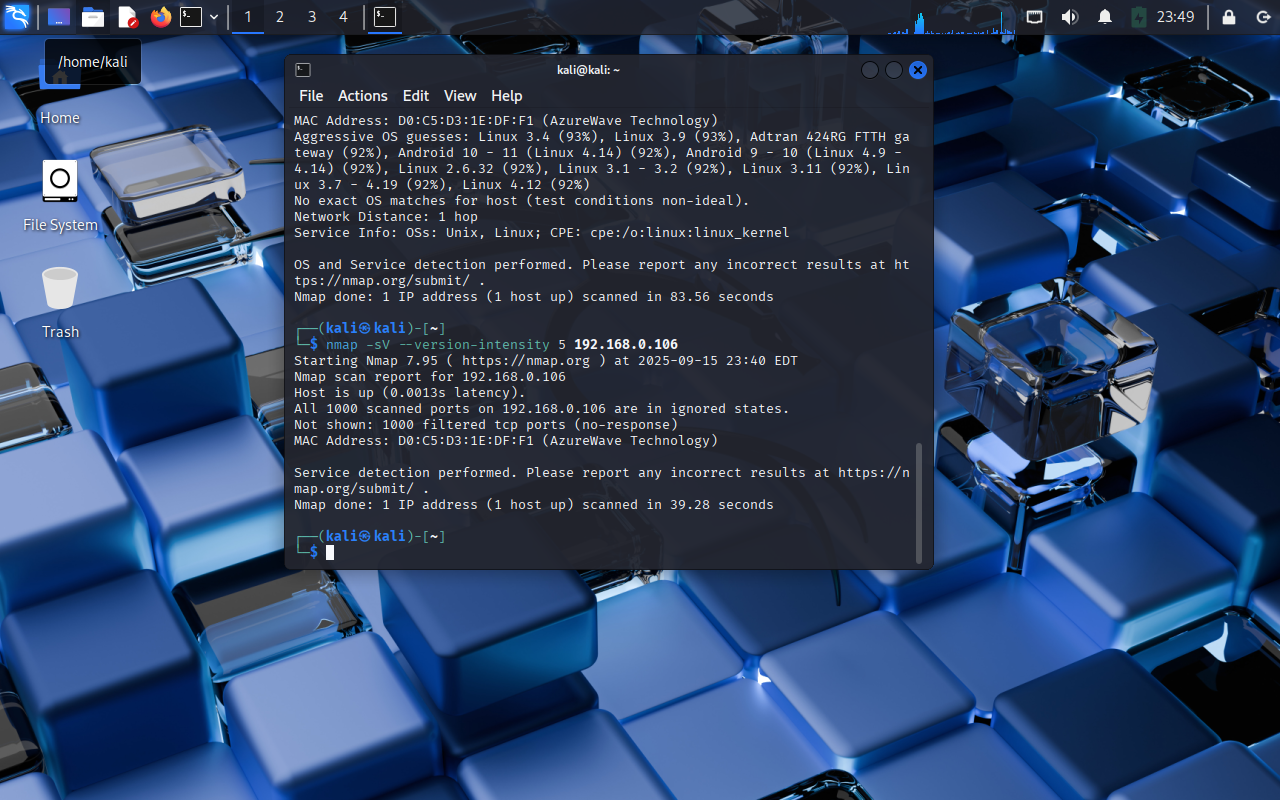 1 2 3 4
23:49
/home/kali
Home
File System
Trash
kali@kali: ~
File Actions Edit View Help
MAC Address: D0:C5:D3:1E:DF:F1 (AzureWave Technology)
Aggressive OS guesses: Linux 3.4 (93%), Linux 3.9 (93%), Adtran 424RG FTTH ga
teway (92%), Android 10 - 11 (Linux 4.14) (92%), Android 9 - 10 (Linux 4.9 -
4.14) (92%), Linux 2.6.32 (92%), Linux 3.1 - 3.2 (92%), Linux 3.11 (92%), Lin
ux 3.7 - 4.19 (92%), Linux 4.12 (92%)
No exact OS matches for host (test conditions non-ideal).
Network Distance: 1 hop
Service Info: OSs: Unix, Linux; CPE: cpe:/o:linux:linux_kernel
OS and Service detection performed. Please report any incorrect results at ht
tps://nmap.org/submit/ .
Nmap done: 1 IP address (1 host up) scanned in 83.56 seconds
┌──(kali㉿kali)-[~]
└─$ nmap -sV --version-intensity 5 192.168.0.106
Starting Nmap 7.95 ( https://nmap.org ) at 2025-09-15 23:40 EDT
Nmap scan report for 192.168.0.106
Host is up (0.0013s latency).
All 1000 scanned ports on 192.168.0.106 are in ignored states.
Not shown: 1000 filtered tcp ports (no-response)
MAC Address: D0:C5:D3:1E:DF:F1 (AzureWave Technology)
Service detection performed. Please report any incorrect results at https://n
map.org/submit/ .
Nmap done: 1 IP address (1 host up) scanned in 39.28 seconds
┌──(kali㉿kali)-[~]
└─$